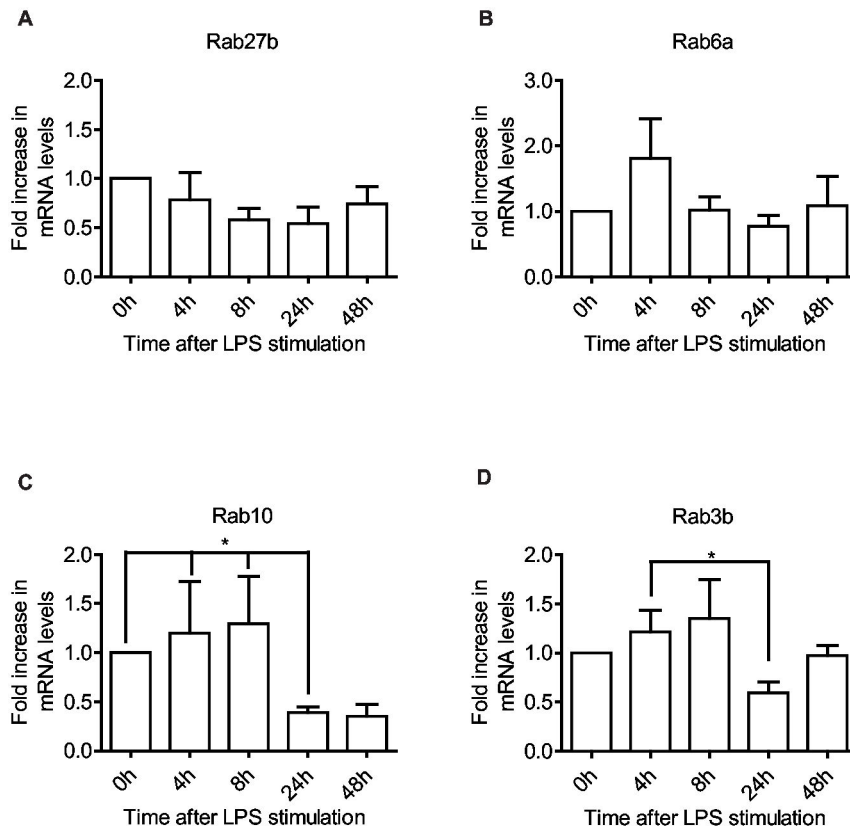 A
Rab27b
Fold increase in
mRNA levels
2.0
1.5
1.0
0.5
0.0
0h 4h 8h 24h 48h
Time after LPS stimulation
B
Rab6a
Fold increase in
mRNA levels
3.0
2.0
1.0
0.0
0h 4h 8h 24h 48h
Time after LPS stimulation
C
Rab10
*
Fold increase in
mRNA levels
2.0
1.5
1.0
0.5
0.0
0h 4h 8h 24h 48h
Time after LPS stimulation
D
Rab3b
*
Fold increase in
mRNA levels
2.0
1.5
1.0
0.5
0.0
0h 4h 8h 24h 48h
Time after LPS stimulation